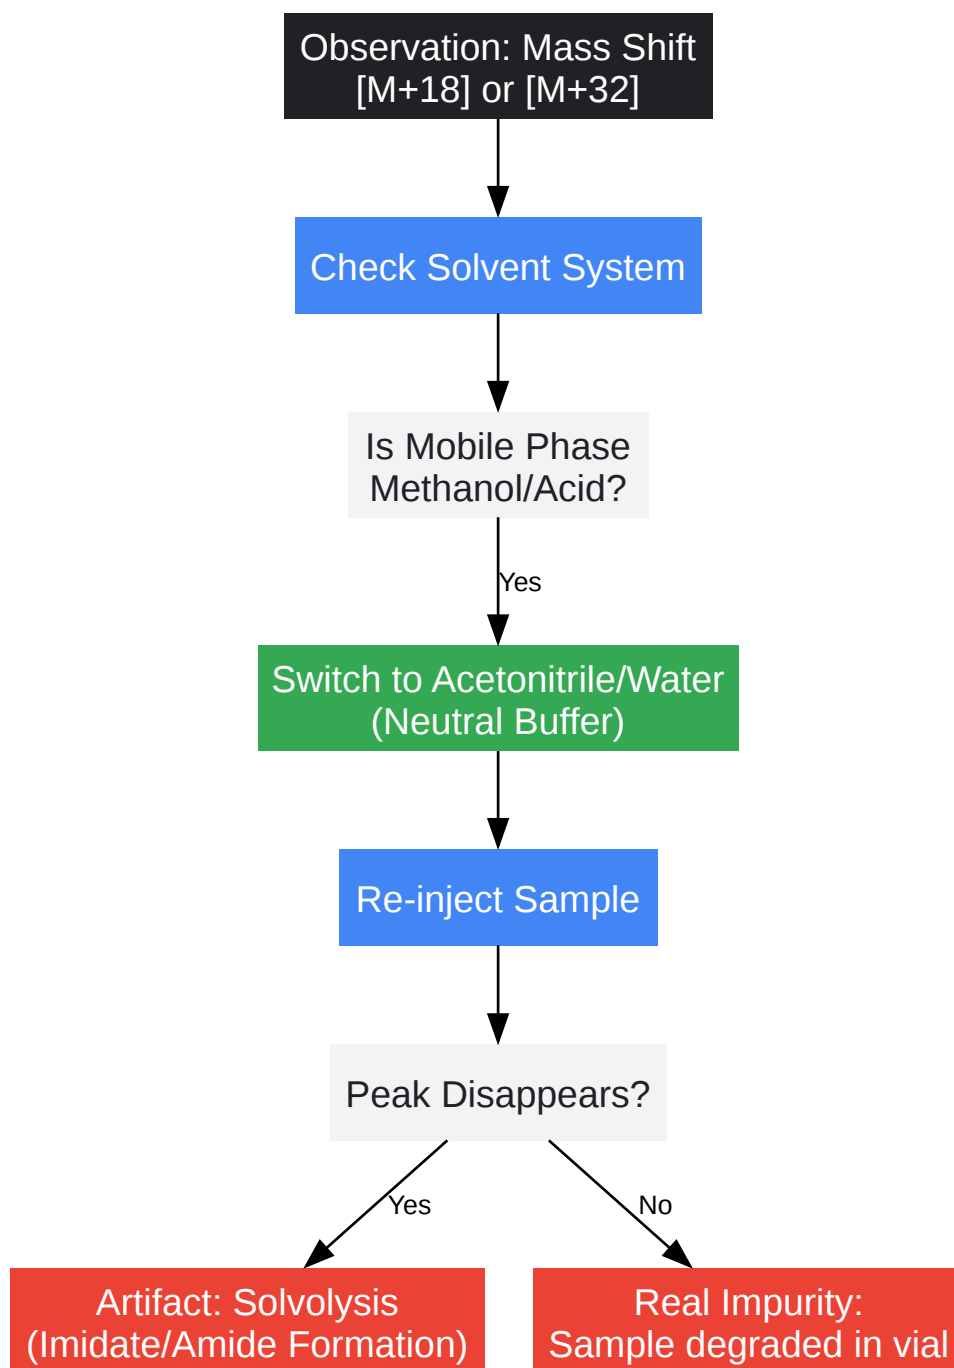 Observation: Mass Shift
[M+18] or [M+32]
Check Solvent System
Is Mobile Phase
Methanol/Acid?
Yes
Switch to Acetonitrile/Water
(Neutral Buffer)
Re-inject Sample
Peak Disappears?
Yes
No
Artifact: Solvolysis
(Imidate/Amide Formation)
Real Impurity:
Sample degraded in vial